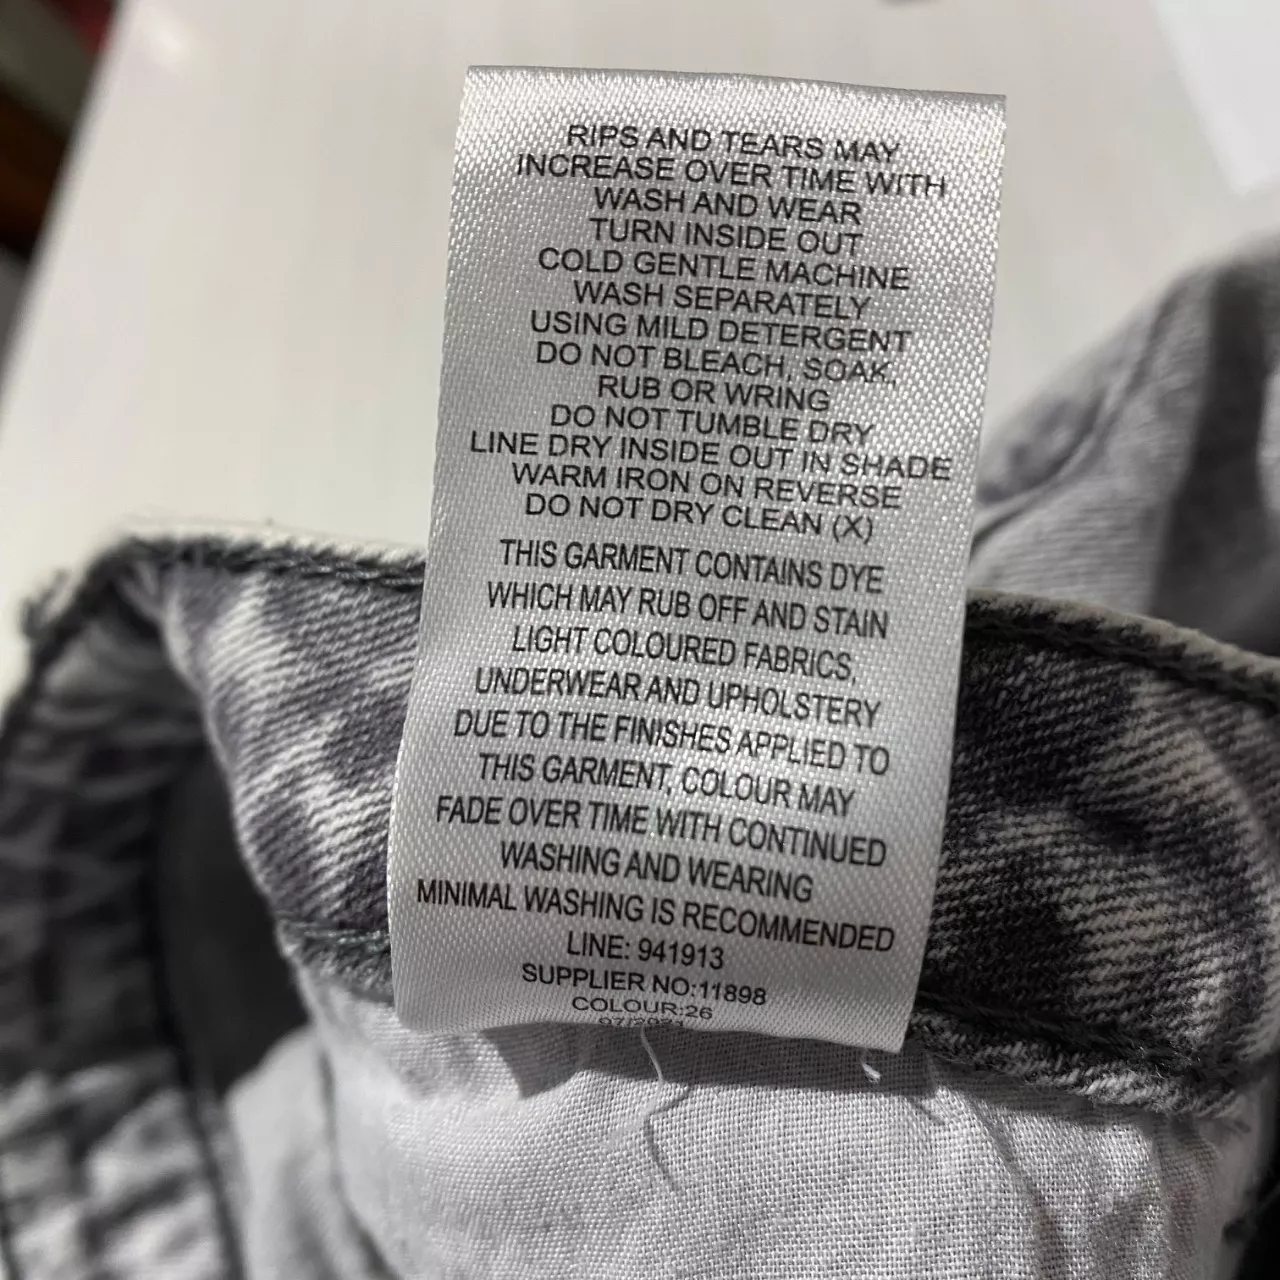 RIPS AND TEARS MAY
INCREASE OVER TIME WITH
WASH AND WEAR
TURN INSIDE OUT
COLD GENTLE MACHINE
WASH SEPARATELY
USING MILD DETERGENT
DO NOT BLEACH, SOAK,
RUB OR WRING
DO NOT TUMBLE DRY
LINE DRY INSIDE OUT IN SHADE
WARM IRON ON REVERSE
DO NOT DRY CLEAN (X)
THIS GARMENT CONTAINS DYE
WHICH MAY RUB OFF AND STAIN
LIGHT COLOURED FABRICS,
UNDERWEAR AND UPHOLSTERY
DUE TO THE FINISHES APPLIED TO
THIS GARMENT, COLOUR MAY
FADE OVER TIME WITH CONTINUED
WASHING AND WEARING
MINIMAL WASHING IS RECOMMENDED
LINE: 941913
SUPPLIER NO:11898
COLOUR:26
07/2021